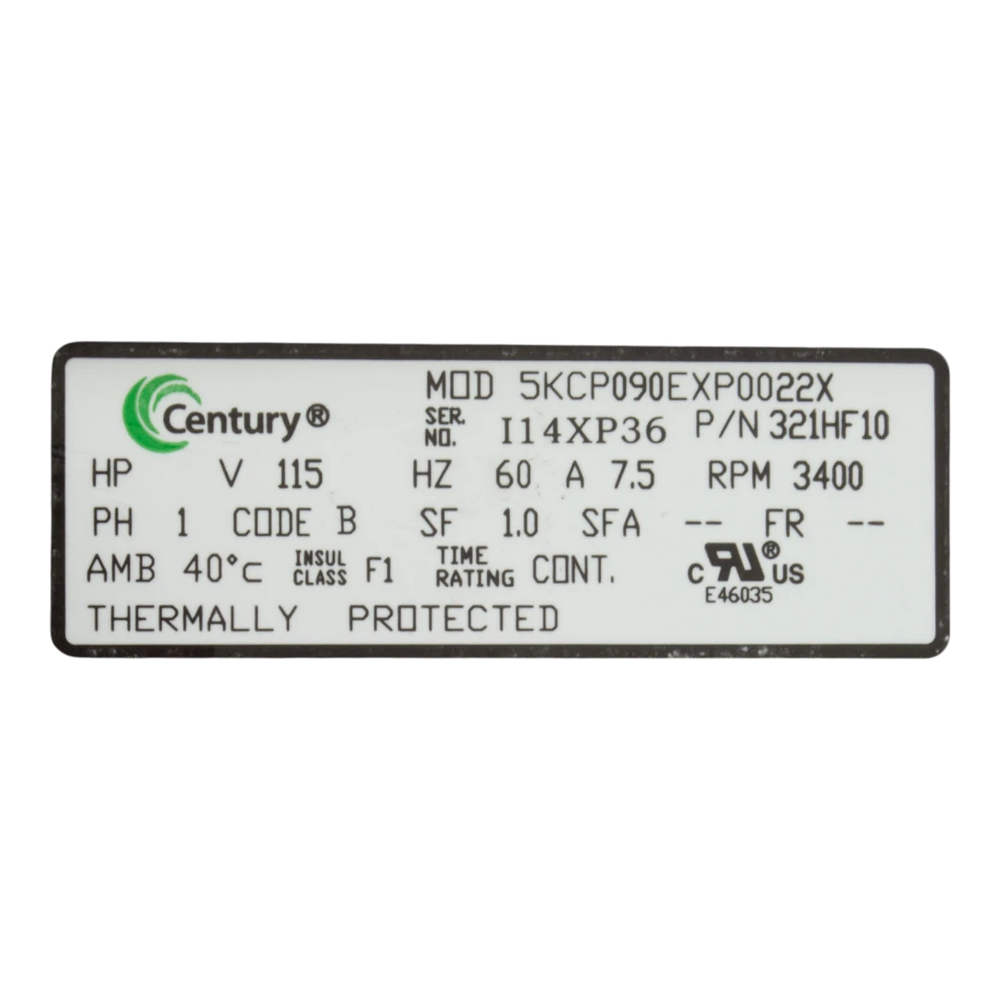 Century®
MOD 5KCP090EXP0022X
SER. NO. I14XP36 P/N 321HF10
HP V 115 HZ 60 A 7.5 RPM 3400
PH 1 CODE B SF 1.0 SFA -- FR --
AMB 40°C INSUL CLASS F1 TIME RATING CONT.
c RU® US
E46035
THERMALLY PROTECTED